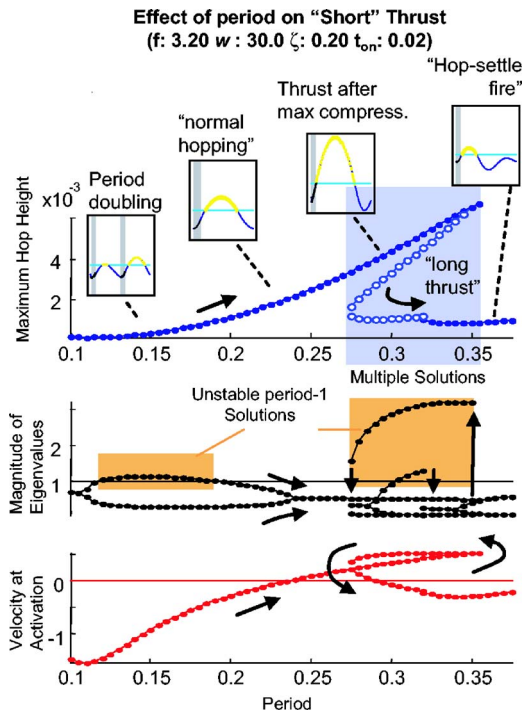 Effect of period on “Short” Thrust
(f: 3.20 w : 30.0 ζ: 0.20 ton: 0.02)
“Hop-settle
fire”
Thrust after
max compress.
“normal
hopping”
Period
doubling
x10-3
Maximum Hop Height
4
2
“long
thrust”
0.1
0.15
0.2
0.25
0.3
0.35
Multiple Solutions
Unstable period-1
Solutions
Magnitude of
Eigenvalues
2
1
Velocity at
Activation
0
-1
0.1
0.15
0.2
0.25
0.3
0.35
Period